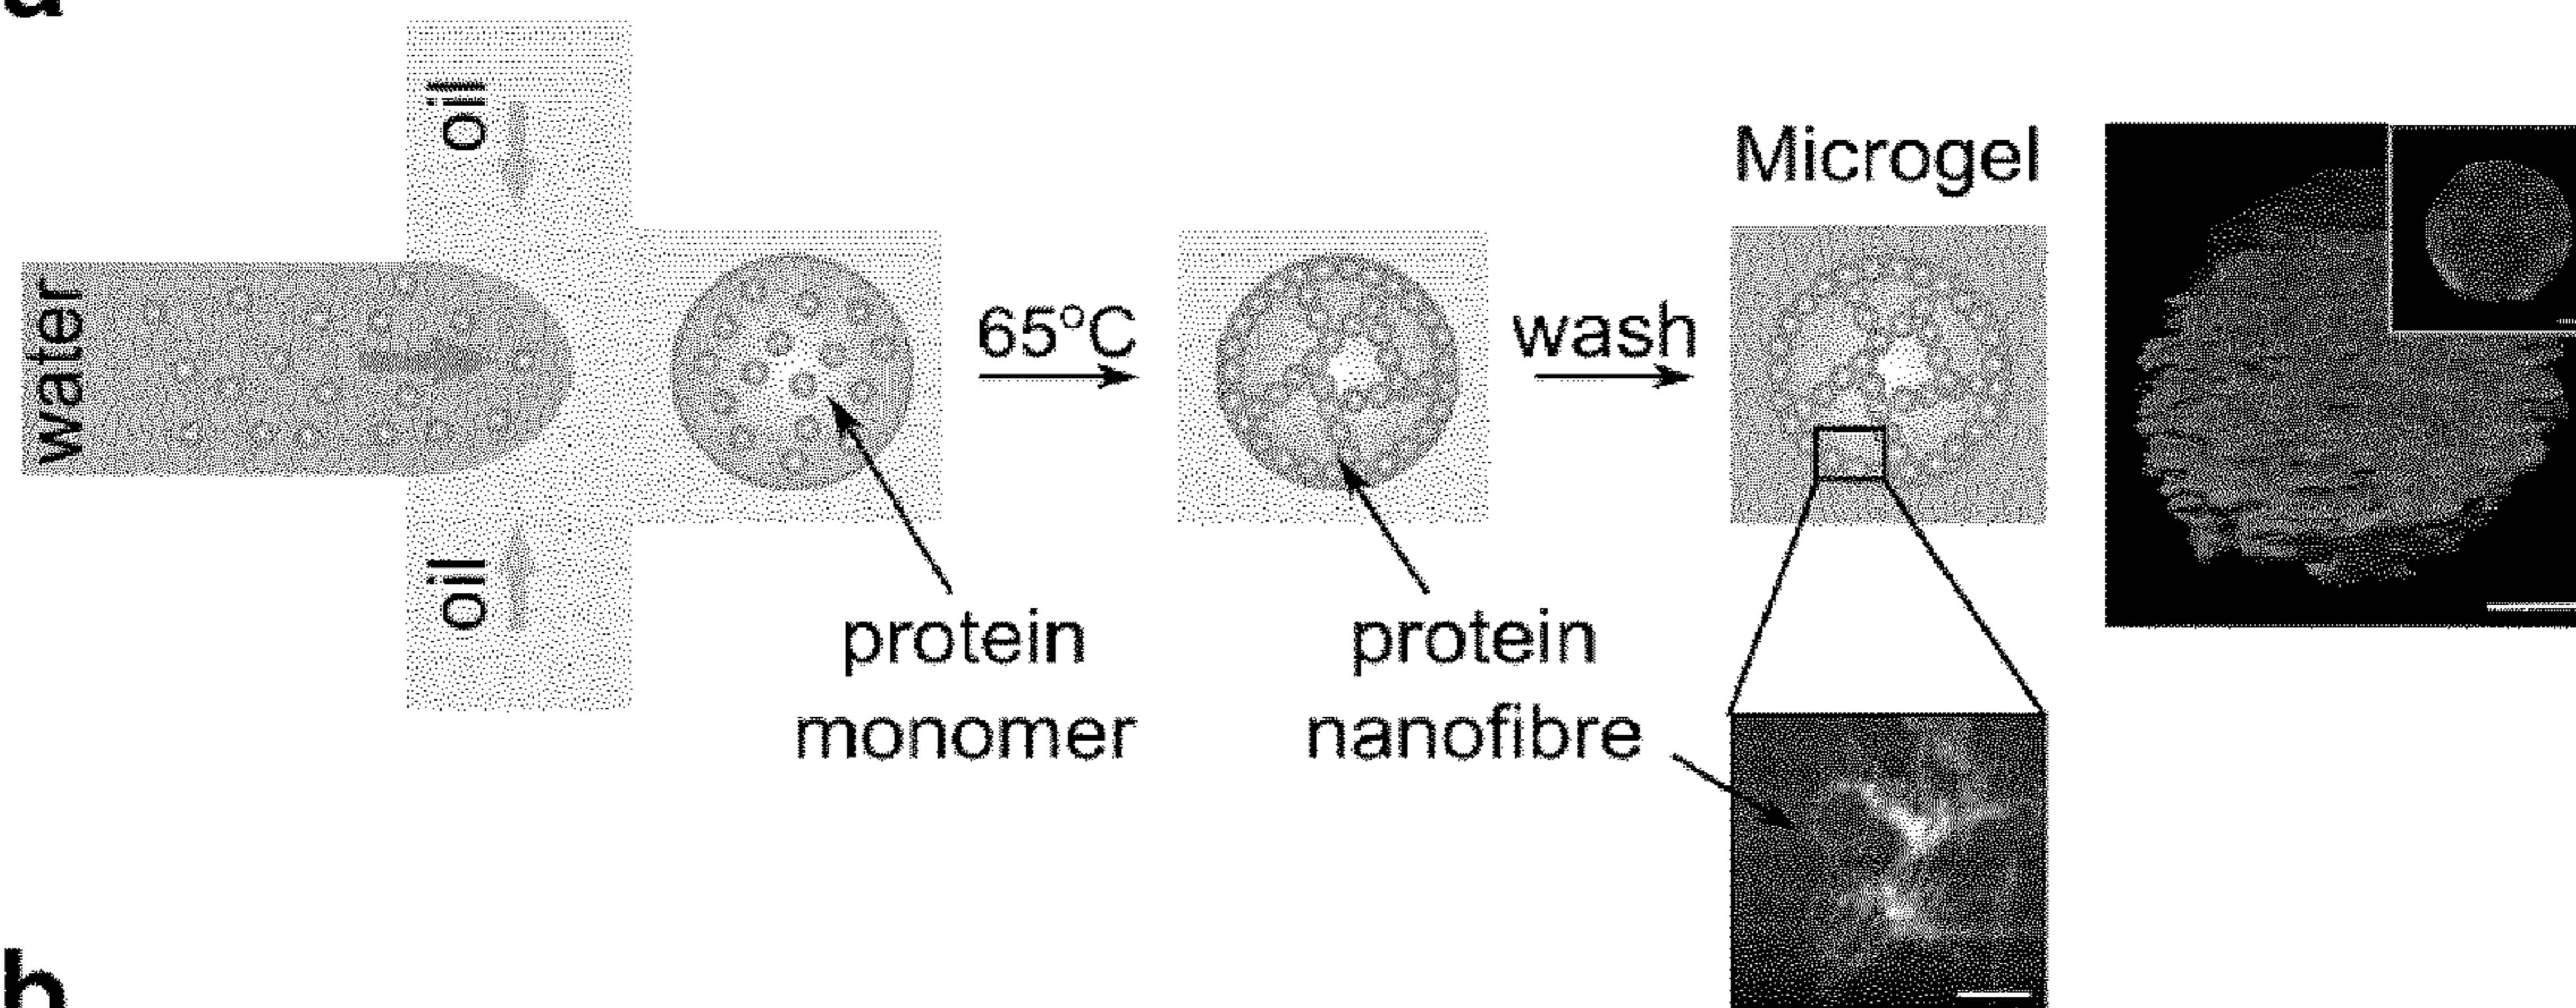 a
oil
water
oil
65°C
wash
Microgel
protein
monomer
protein
nanofibre
b